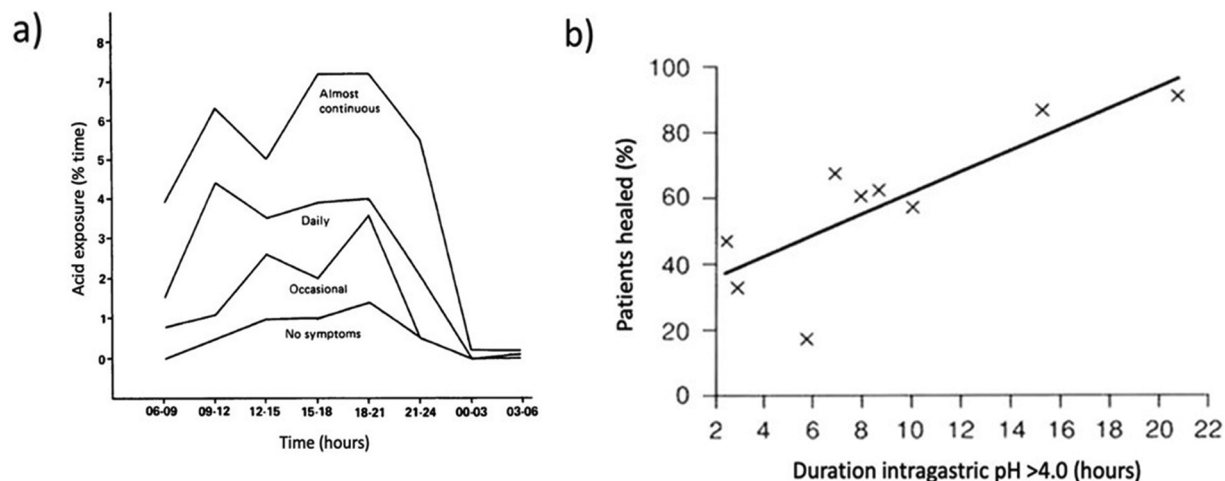 a)
Acid exposure (% time)
8
7
6
5
4
3
2
1
0
Almost
continuous
Daily
Occasional
No symptoms
06-09 09-12 12-15 15-18 18-21 21-24 00-03 03-06
Time (hours)
b)
Patients healed (%)
100
80
60
40
20
0
2 4 6 8 10 12 14 16 18 20 22
Duration intragastric pH >4.0 (hours)